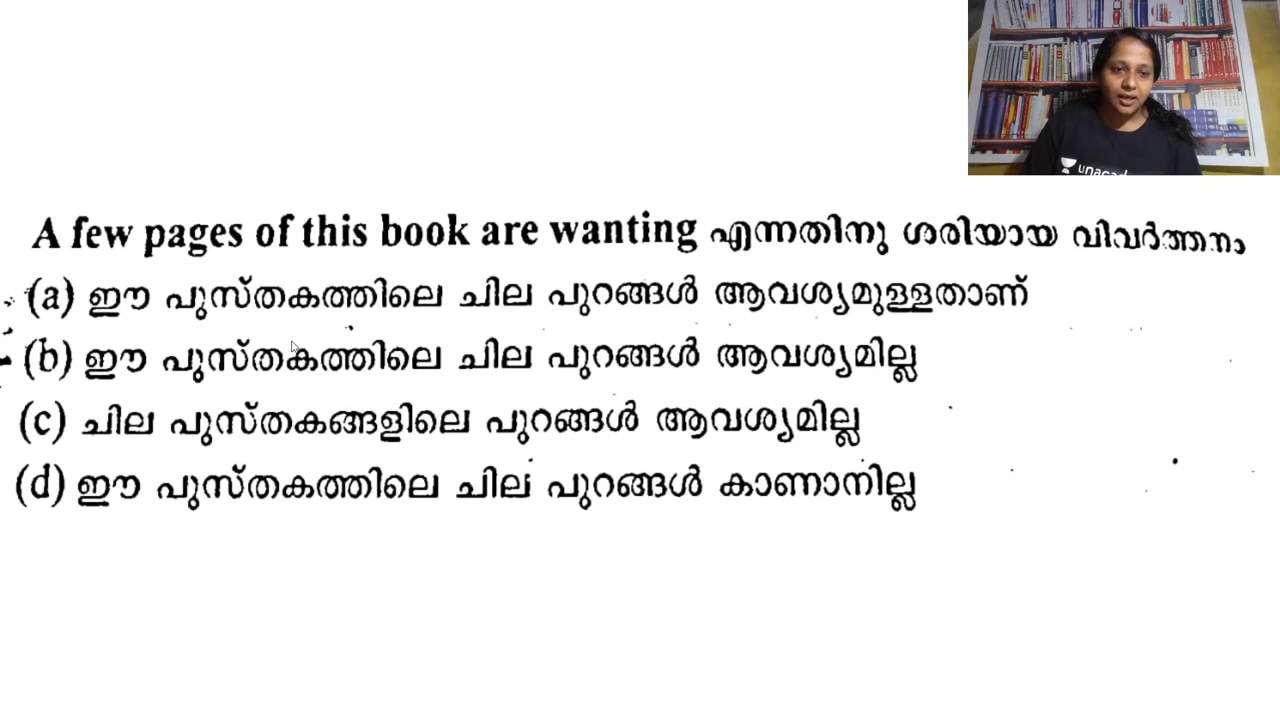 A few pages of this book are wanting എന്നതിനു ശരിയായ വിവർത്തനം
(a) ഈ പുസ്തകത്തിലെ ചില പുറങ്ങൾ ആവശ്യമുള്ളതാണ്
(b) ഈ പുസ്തകത്തിലെ ചില പുറങ്ങൾ ആവശ്യമില്ല
(c) ചില പുസ്തകങ്ങളിലെ പുറങ്ങൾ ആവശ്യമില്ല
(d) ഈ പുസ്തകത്തിലെ ചില പുറങ്ങൾ കാണാനില്ല